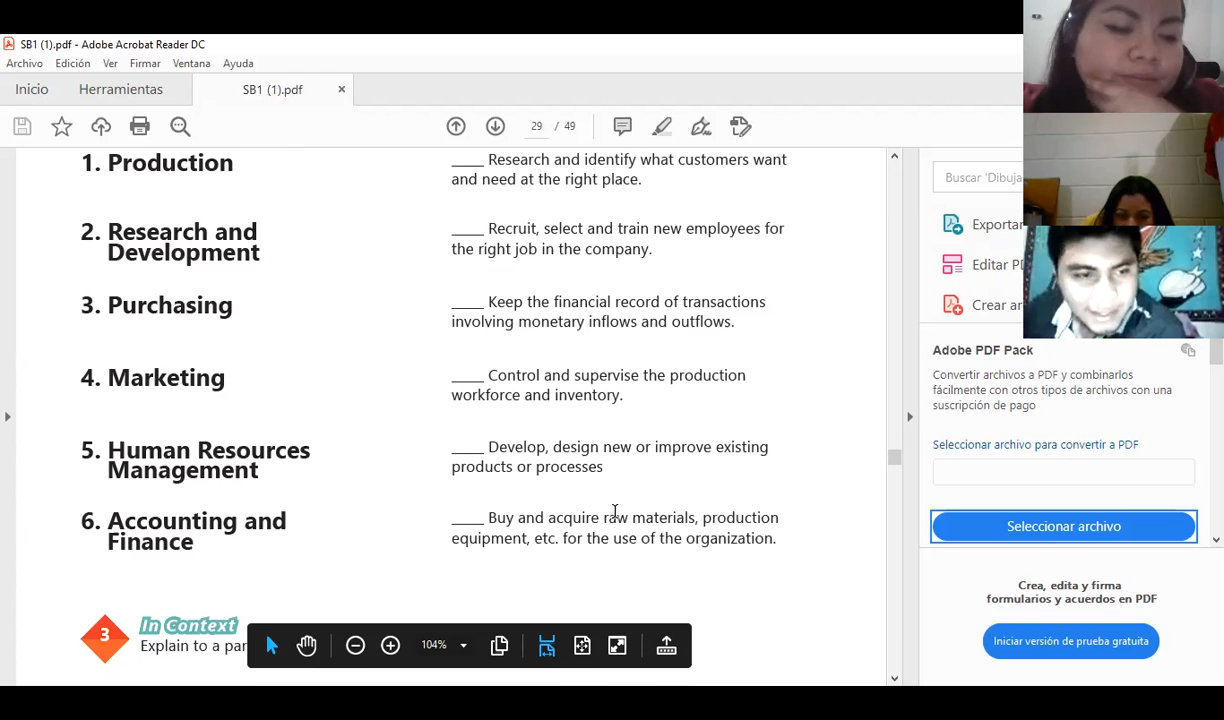 SB1 (1).pdf - Adobe Acrobat Reader DC
Archivo Edición Ver Firmar Ventana Ayuda
Inicio Herramientas SB1 (1).pdf ×
29 / 49
1. Production
____ Research and identify what customers want
and need at the right place.
2. Research and
Development
____ Recruit, select and train new employees for
the right job in the company.
3. Purchasing
____ Keep the financial record of transactions
involving monetary inflows and outflows.
4. Marketing
____ Control and supervise the production
workforce and inventory.
5. Human Resources
Management
____ Develop, design new or improve existing
products or processes
6. Accounting and
Finance
____ Buy and acquire raw materials, production
equipment, etc. for the use of the organization.
3
In Context
Explain to a par
104%
Buscar 'Dibuja
Exportar
Editar PD
Crear ar
Adobe PDF Pack
Convertir archivos a PDF y combinarlos
fácilmente con otros tipos de archivos con una
suscripción de pago
Seleccionar archivo para convertir a PDF
Seleccionar archivo
Crea, edita y firma
formularios y acuerdos en PDF
Iniciar versión de prueba gratuita